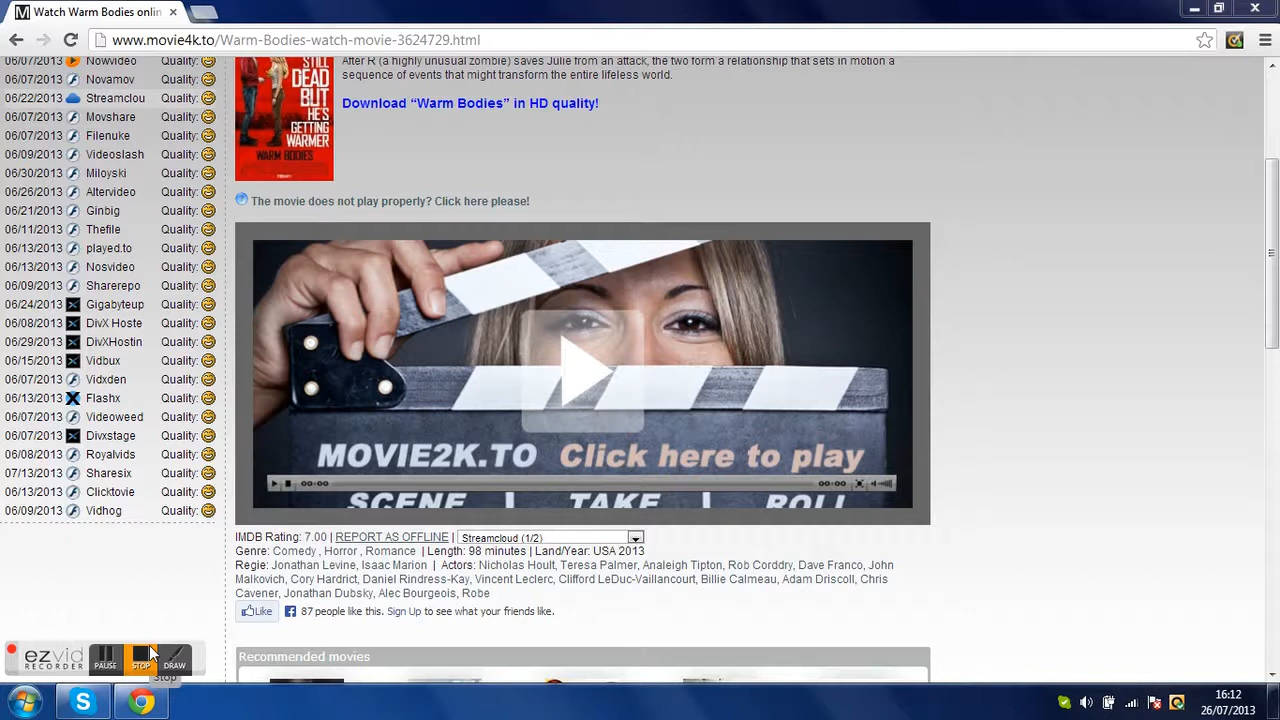 Watch Warm Bodies onlin
www.movie4k.to/Warm-Bodies-watch-movie-3624729.html
06/07/2013 Nowvideo Quality:
06/07/2013 Novamov Quality:
06/22/2013 Streamclou Quality:
06/07/2013 Movshare Quality:
06/07/2013 Filenuke Quality:
06/09/2013 Videoslash Quality:
06/30/2013 Miloyski Quality:
06/26/2013 Altervideo Quality:
06/21/2013 Ginbig Quality:
06/11/2013 Thefile Quality:
06/13/2013 played.to Quality:
06/13/2013 Nosvideo Quality:
06/09/2013 Sharerepo Quality:
06/24/2013 Gigabyteup Quality:
06/08/2013 DivX Hoste Quality:
06/29/2013 DivXHostin Quality:
06/15/2013 Vidbux Quality:
06/07/2013 Vidxden Quality:
06/13/2013 Flashx Quality:
06/07/2013 Videoweed Quality:
06/07/2013 Divxstage Quality:
06/08/2013 Royalvids Quality:
07/13/2013 Sharesix Quality:
06/13/2013 Clicktovie Quality:
06/09/2013 Vidhog Quality:
STILL
DEAD
BUT
HE'S
GETTING
WARMER
WARM BODIES
After R (a highly unusual zombie) saves Julie from an attack, the two form a relationship that sets in motion a
sequence of events that might transform the entire lifeless world.
Download “Warm Bodies” in HD quality!
The movie does not play properly? Click here please!
MOVIE2K.TO Click here to play
00:00 00:00
SCENE TAKE ROLL
IMDB Rating: 7.00 | REPORT AS OFFLINE | Streamcloud (1/2)
Genre: Comedy , Horror , Romance | Length: 98 minutes | Land/Year: USA 2013
Regie: Jonathan Levine, Isaac Marion | Actors: Nicholas Hoult, Teresa Palmer, Analeigh Tipton, Rob Corddry, Dave Franco, John
Malkovich, Cory Hardrict, Daniel Rindress-Kay, Vincent Leclerc, Clifford LeDuc-Vaillancourt, Billie Calmeau, Adam Driscoll, Chris
Cavener, Jonathan Dubsky, Alec Bourgeois, Robe
Like 87 people like this. Sign Up to see what your friends like.
Recommended movies
ezvid
RECORDER
PAUSE STOP DRAW
Stop
16:12
26/07/2013